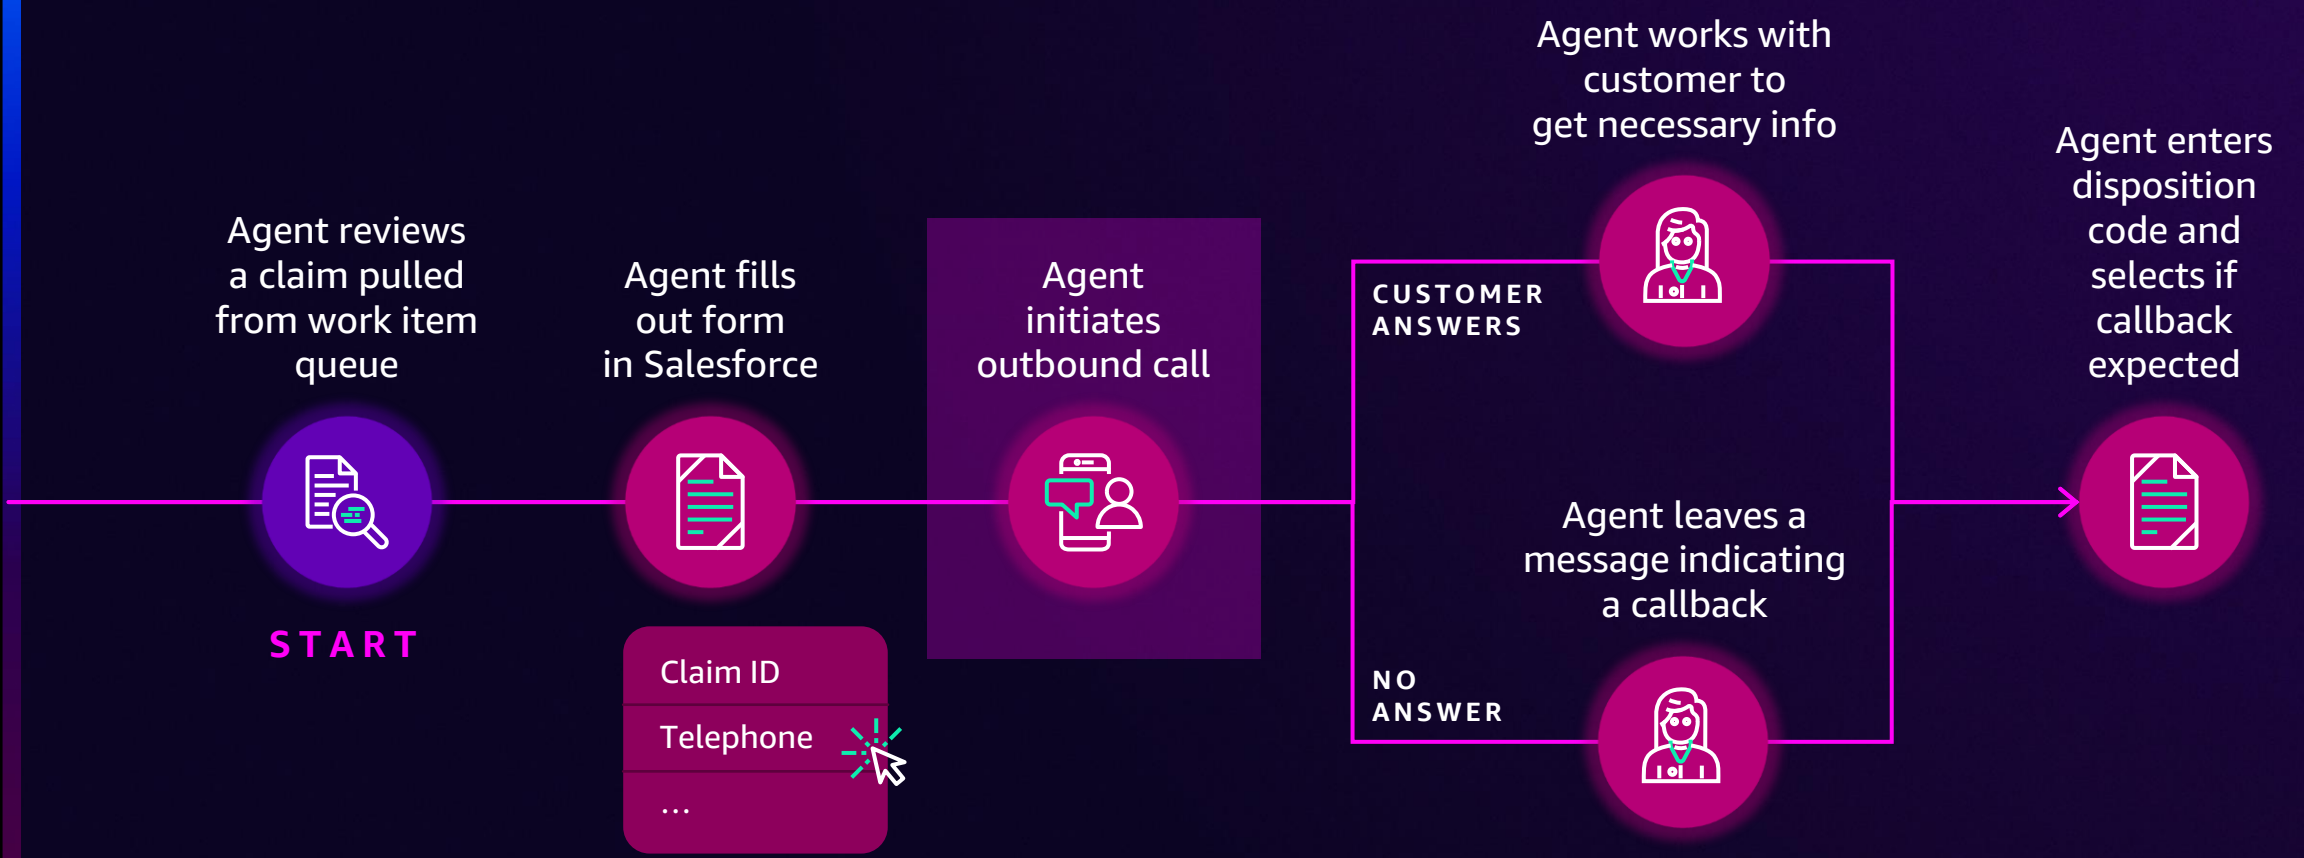 Agent reviews
a claim pulled
from work item
queue
START
Agent fills
out form
in Salesforce
Claim ID
Telephone
...
Agent
initiates
outbound call
CUSTOMER
ANSWERS
Agent works with
customer to
get necessary info
NO
ANSWER
Agent leaves a
message indicating
a callback
Agent enters
disposition
code and
selects if
callback
expected